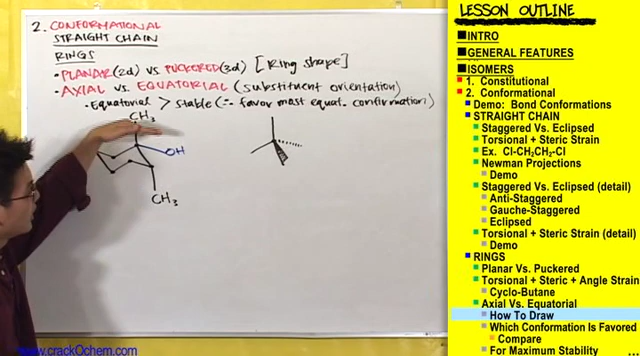 2. CONFORMATIONAL
STRAIGHT CHAIN
RINGS
• PLANAR (2d) vs PUCKERED (3d) [Ring shape]
• AXIAL vs. EQUATORIAL (substituent orientation)
• Equatorial > stable (∴ favor most equat. confirmation)
CH3
OH
CH3
www.crackOchem.com
LESSON OUTLINE
INTRO
GENERAL FEATURES
ISOMERS
1. Constitutional
2. Conformational
Demo: Bond Conformations
STRAIGHT CHAIN
Staggered Vs. Eclipsed
Torsional + Steric Strain
Ex. Cl-CH2CH2-Cl
Newman Projections
Demo
Staggered Vs. Eclipsed (detail)
Anti-Staggered
Gauche-Staggered
Eclipsed
Torsional + Steric Strain (detail)
Demo
RINGS
Planar Vs. Puckered
Torsional + Steric + Angle Strain
Cyclo-Butane
Axial Vs. Equatorial
How To Draw
Which Conformation Is Favored
Compare
For Maximum Stability
...